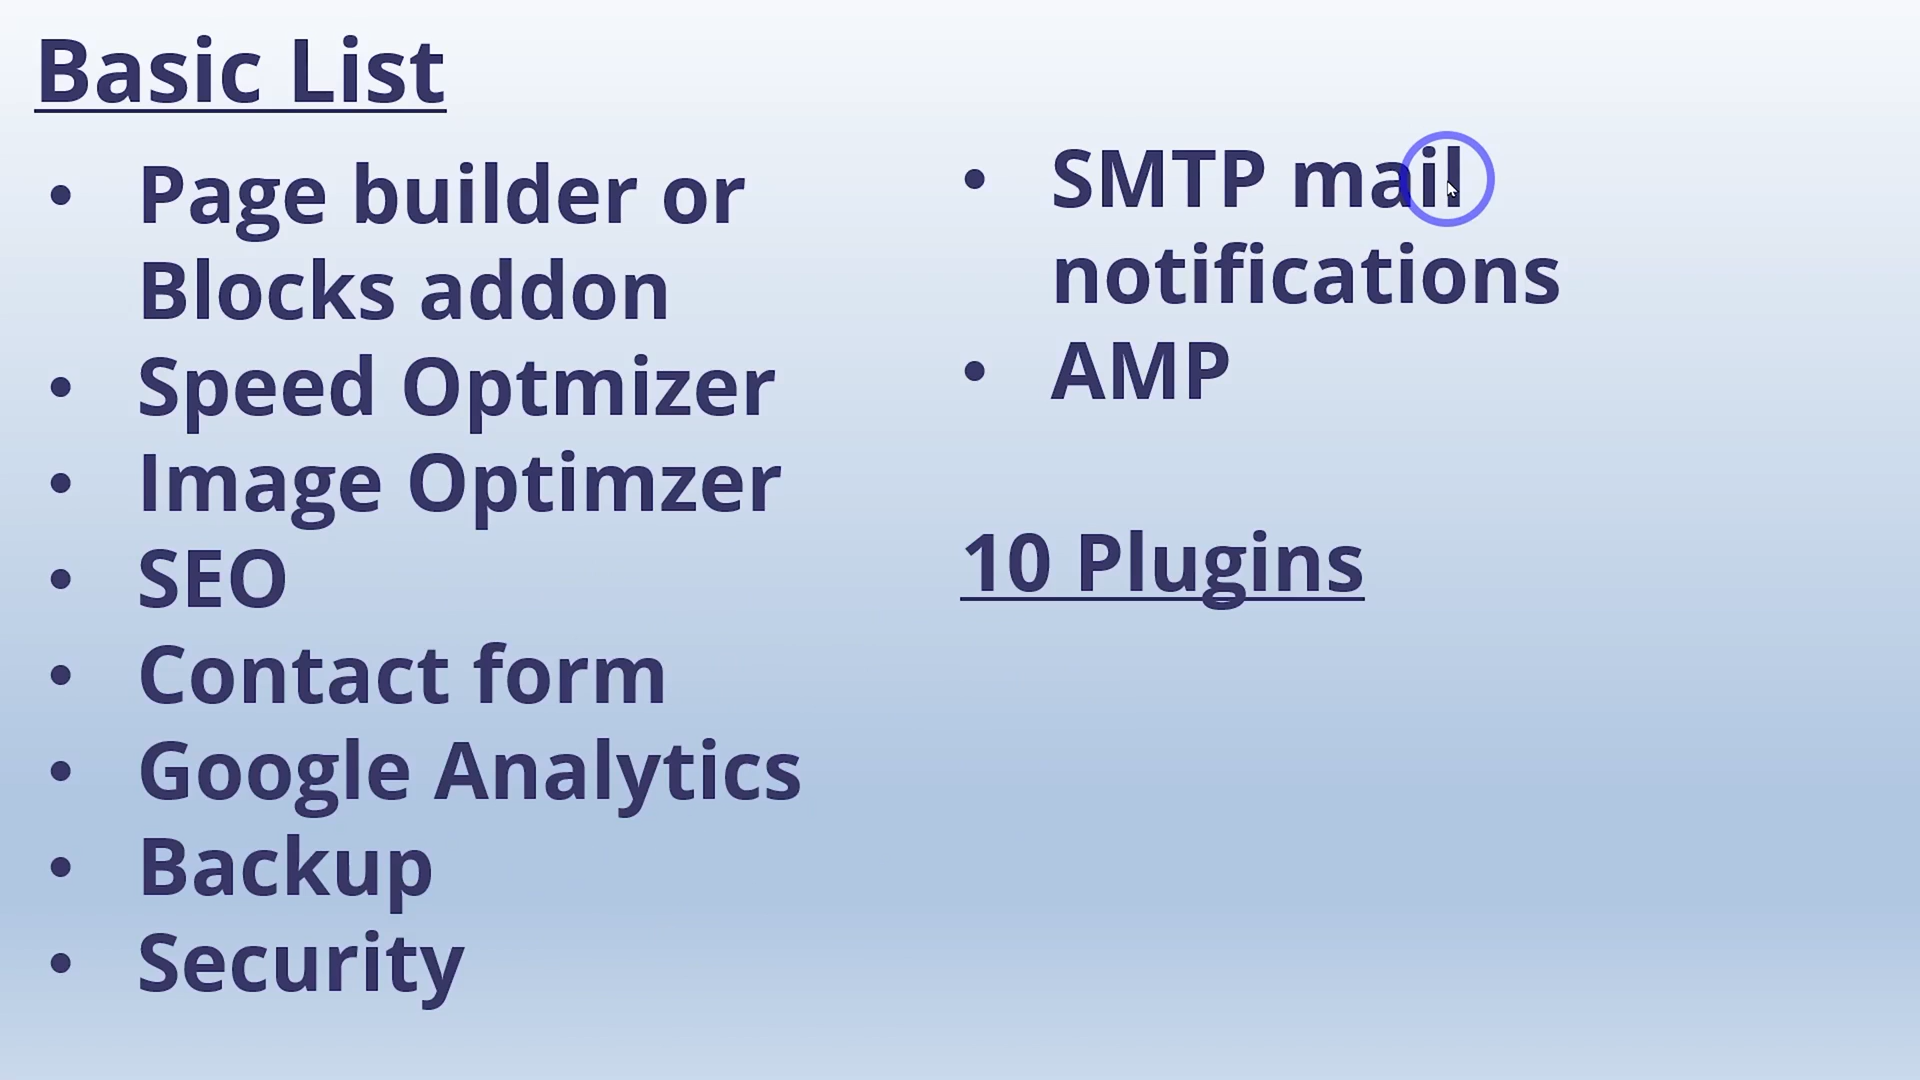 Basic List
• Page builder or
Blocks addon
• Speed Optmizer
• Image Optimzer
• SEO
• Contact form
• Google Analytics
• Backup
• Security
• SMTP mail
notifications
• AMP
10 Plugins